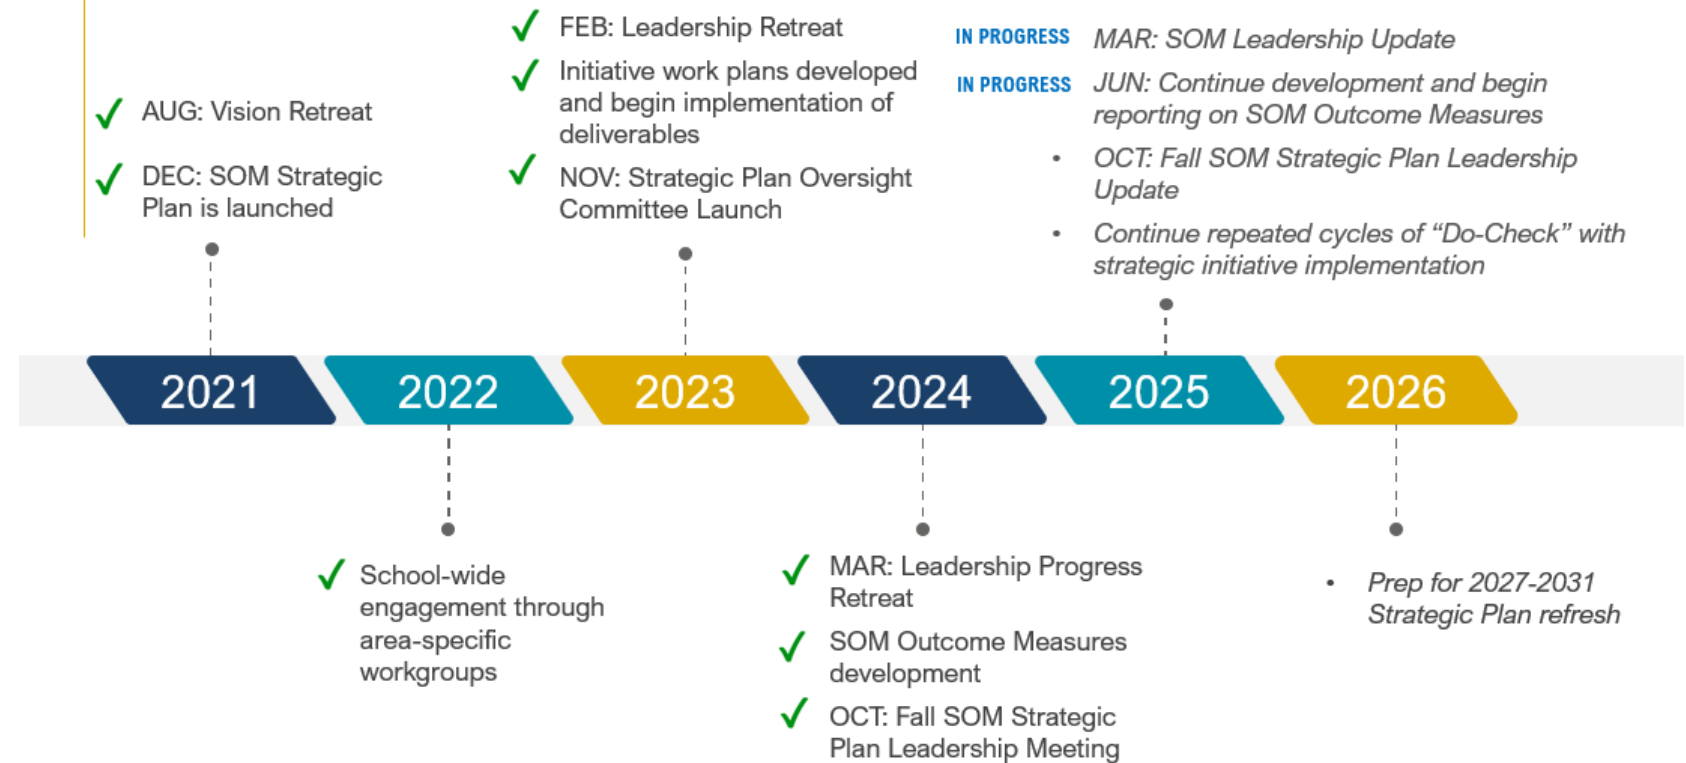 AUG: Vision Retreat
DEC: SOM Strategic
Plan is launched
FEB: Leadership Retreat
Initiative work plans developed
and begin implementation of
deliverables
NOV: Strategic Plan Oversight
Committee Launch
IN PROGRESS MAR: SOM Leadership Update
IN PROGRESS JUN: Continue development and begin
reporting on SOM Outcome Measures
• OCT: Fall SOM Strategic Plan Leadership
Update
• Continue repeated cycles of “Do-Check” with
strategic initiative implementation
2021 2022 2023 2024 2025 2026
School-wide
engagement through
area-specific
workgroups
MAR: Leadership Progress
Retreat
SOM Outcome Measures
development
OCT: Fall SOM Strategic
Plan Leadership Meeting
• Prep for 2027-2031
Strategic Plan refresh